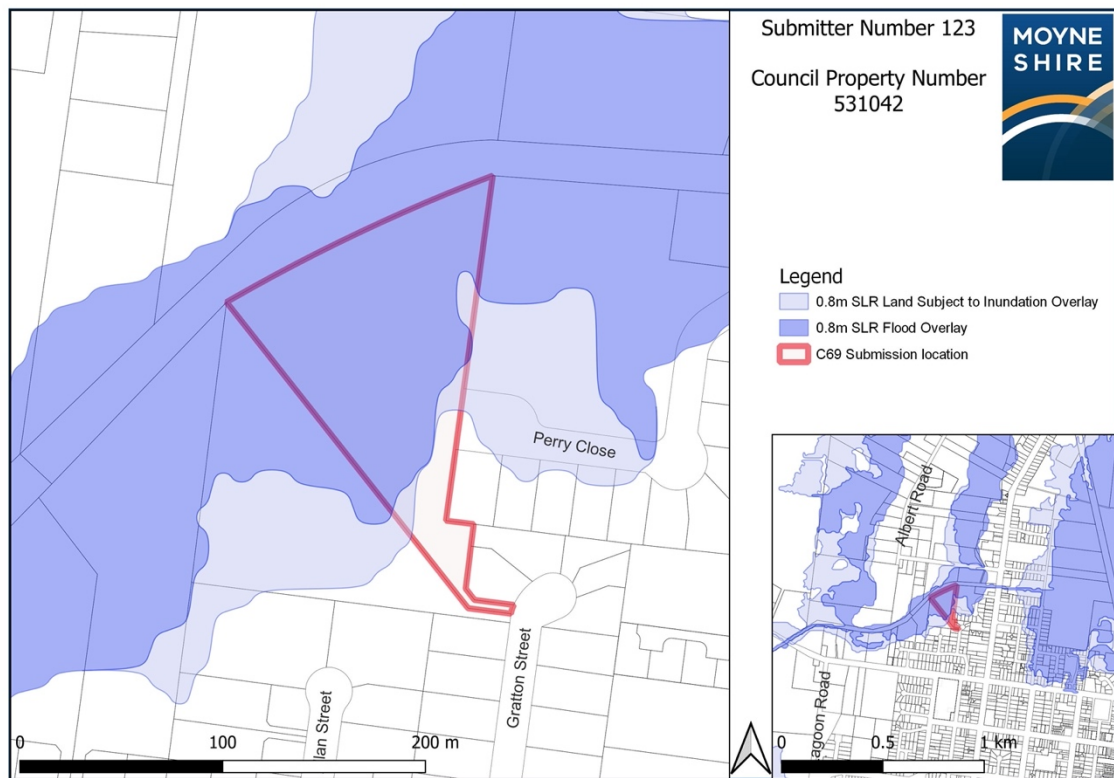 Submitter Number 123
Council Property Number
531042
MOYNE
SHIRE
Legend
0.8m SLR Land Subject to Inundation Overlay
0.8m SLR Flood Overlay
C69 Submission location
Perry Close
Gratton Street
lan Street
0
100
200 m
Albert Road
agoon Road
0
0.5
1 km